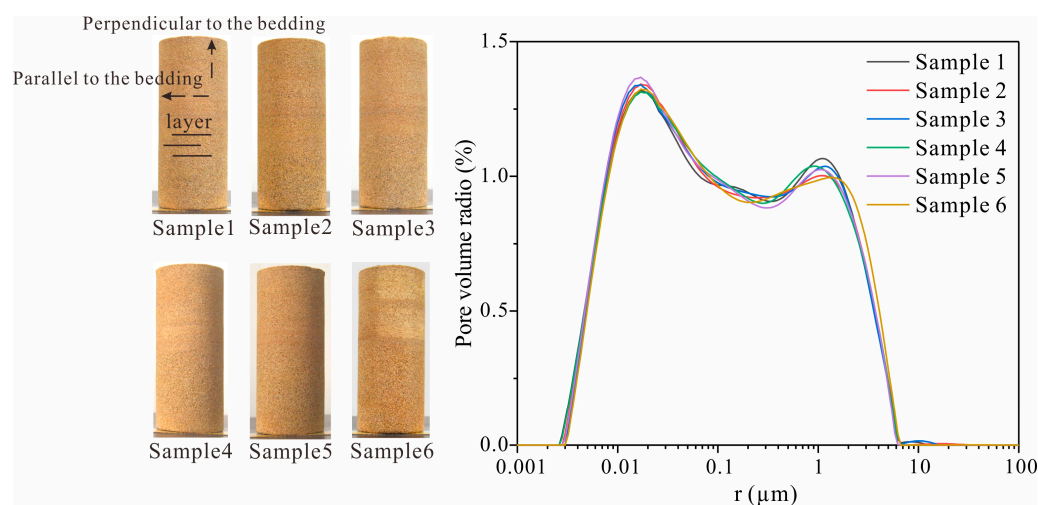 Perpendicular to the bedding
Parallel to the bedding
layer
Sample1
Sample2
Sample3
Sample4
Sample5
Sample6
1.5
1.0
0.5
0.0
Pore volume radio (%)
0.001
0.01
0.1
1
10
100
r (µm)
Sample 1
Sample 2
Sample 3
Sample 4
Sample 5
Sample 6